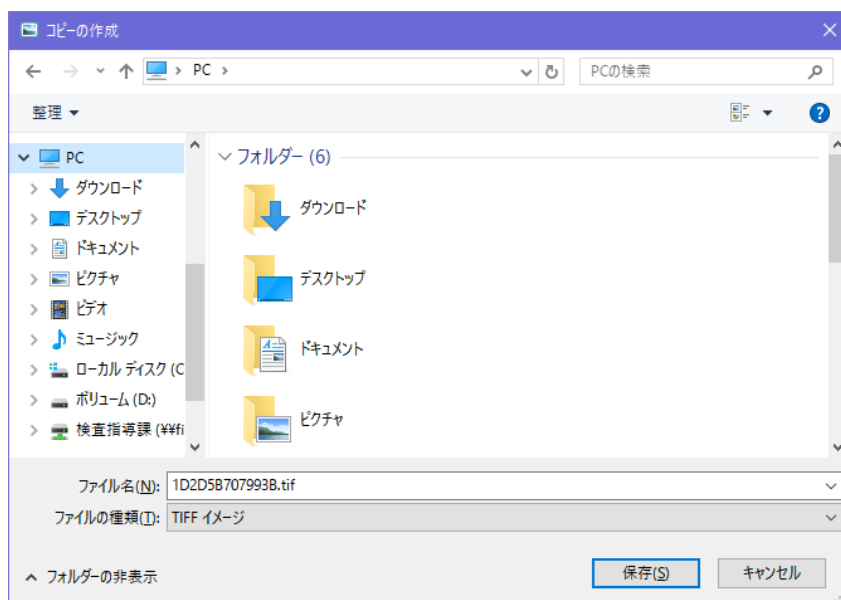 コピーの作成
PC
PCの検索
整理
PC
ダウンロード
デスクトップ
ドキュメント
ピクチャ
ビデオ
ミュージック
ローカル ディスク (C
ボリューム (D:)
検査指導課 (¥¥fi
フォルダー (6)
ダウンロード
デスクトップ
ドキュメント
ピクチャ
ファイル名(N): 1D2D5B707993B.tif
ファイルの種類(T): TIFF イメージ
フォルダーの非表示
保存(S)
キャンセル